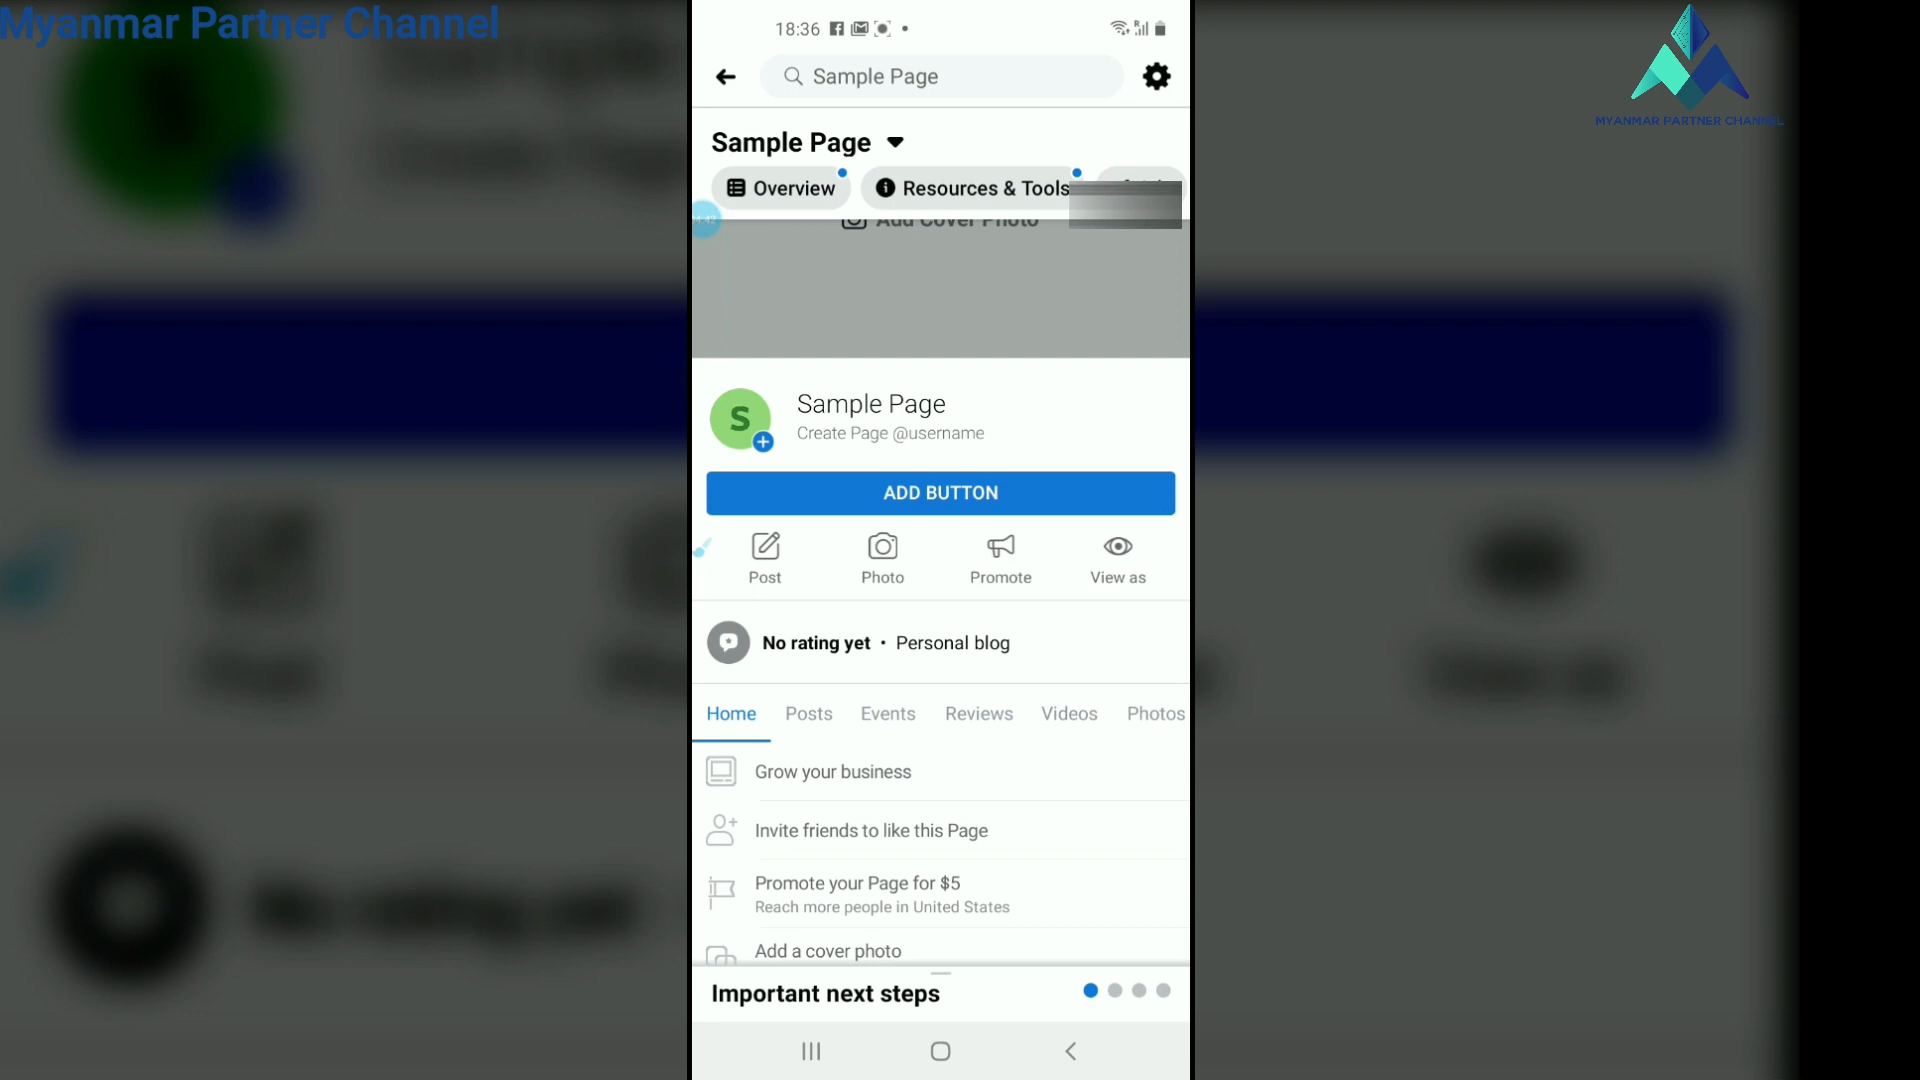 Myanmar Partner Channel
MYANMAR PARTNER CHANNEL
18:36
Sample Page
Sample Page
Overview
Resources & Tools
Add Cover Photo
S
Sample Page
Create Page @username
ADD BUTTON
Post
Photo
Promote
View as
No rating yet • Personal blog
Home
Posts
Events
Reviews
Videos
Photos
Grow your business
Invite friends to like this Page
Promote your Page for $5
Reach more people in United States
Add a cover photo
Important next steps